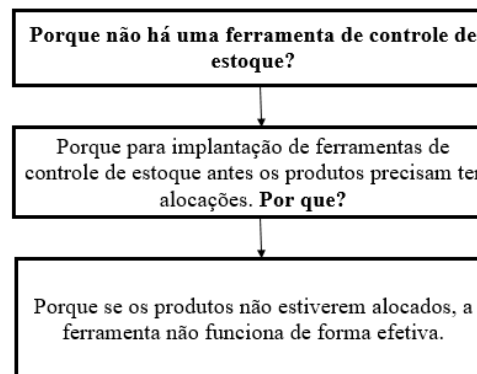 Porque não há uma ferramenta de controle de
estoque?
Porque para implantação de ferramentas de
controle de estoque antes os produtos precisam ter
alocações. Por que?
Porque se os produtos não estiverem alocados, a
ferramenta não funciona de forma efetiva.